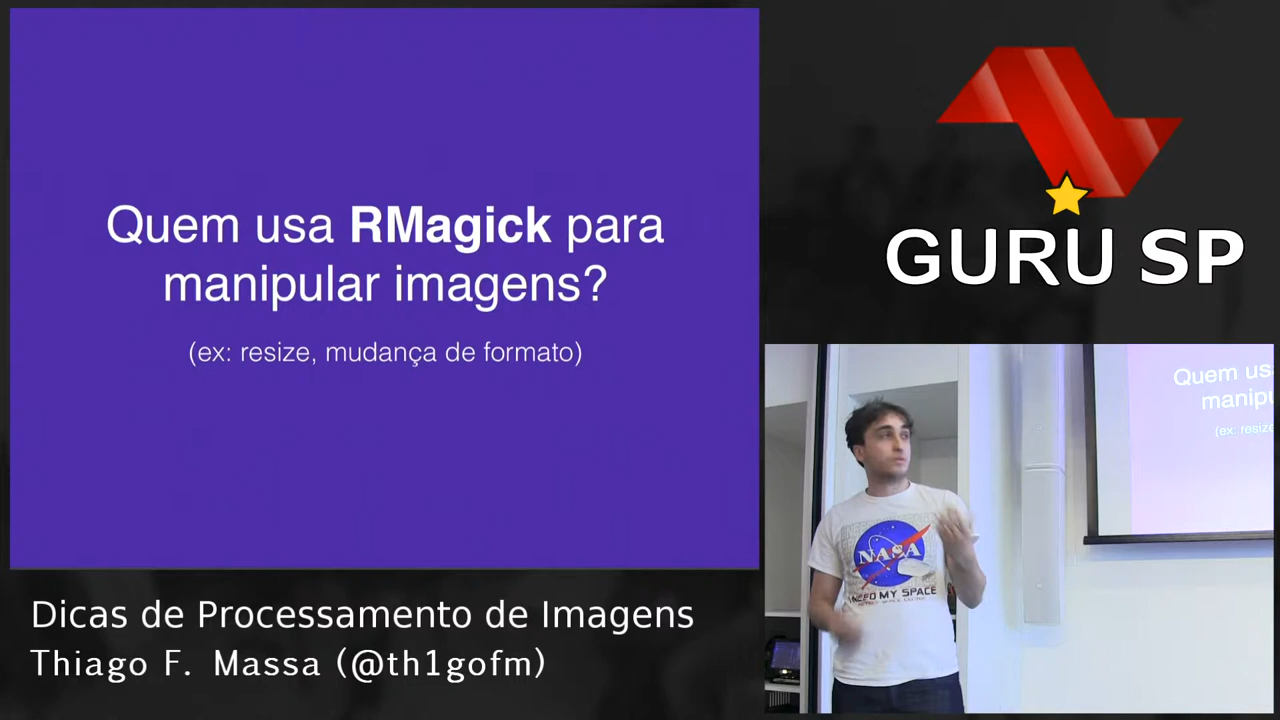 Quem usa RMagick para
manipular imagens?
(ex: resize, mudança de formato)
GURU SP
Quem us
manipu
(ex: resize
NASA
I NEED MY SPACE
Dicas de Processamento de Imagens
Thiago F. Massa (@th1gofm)